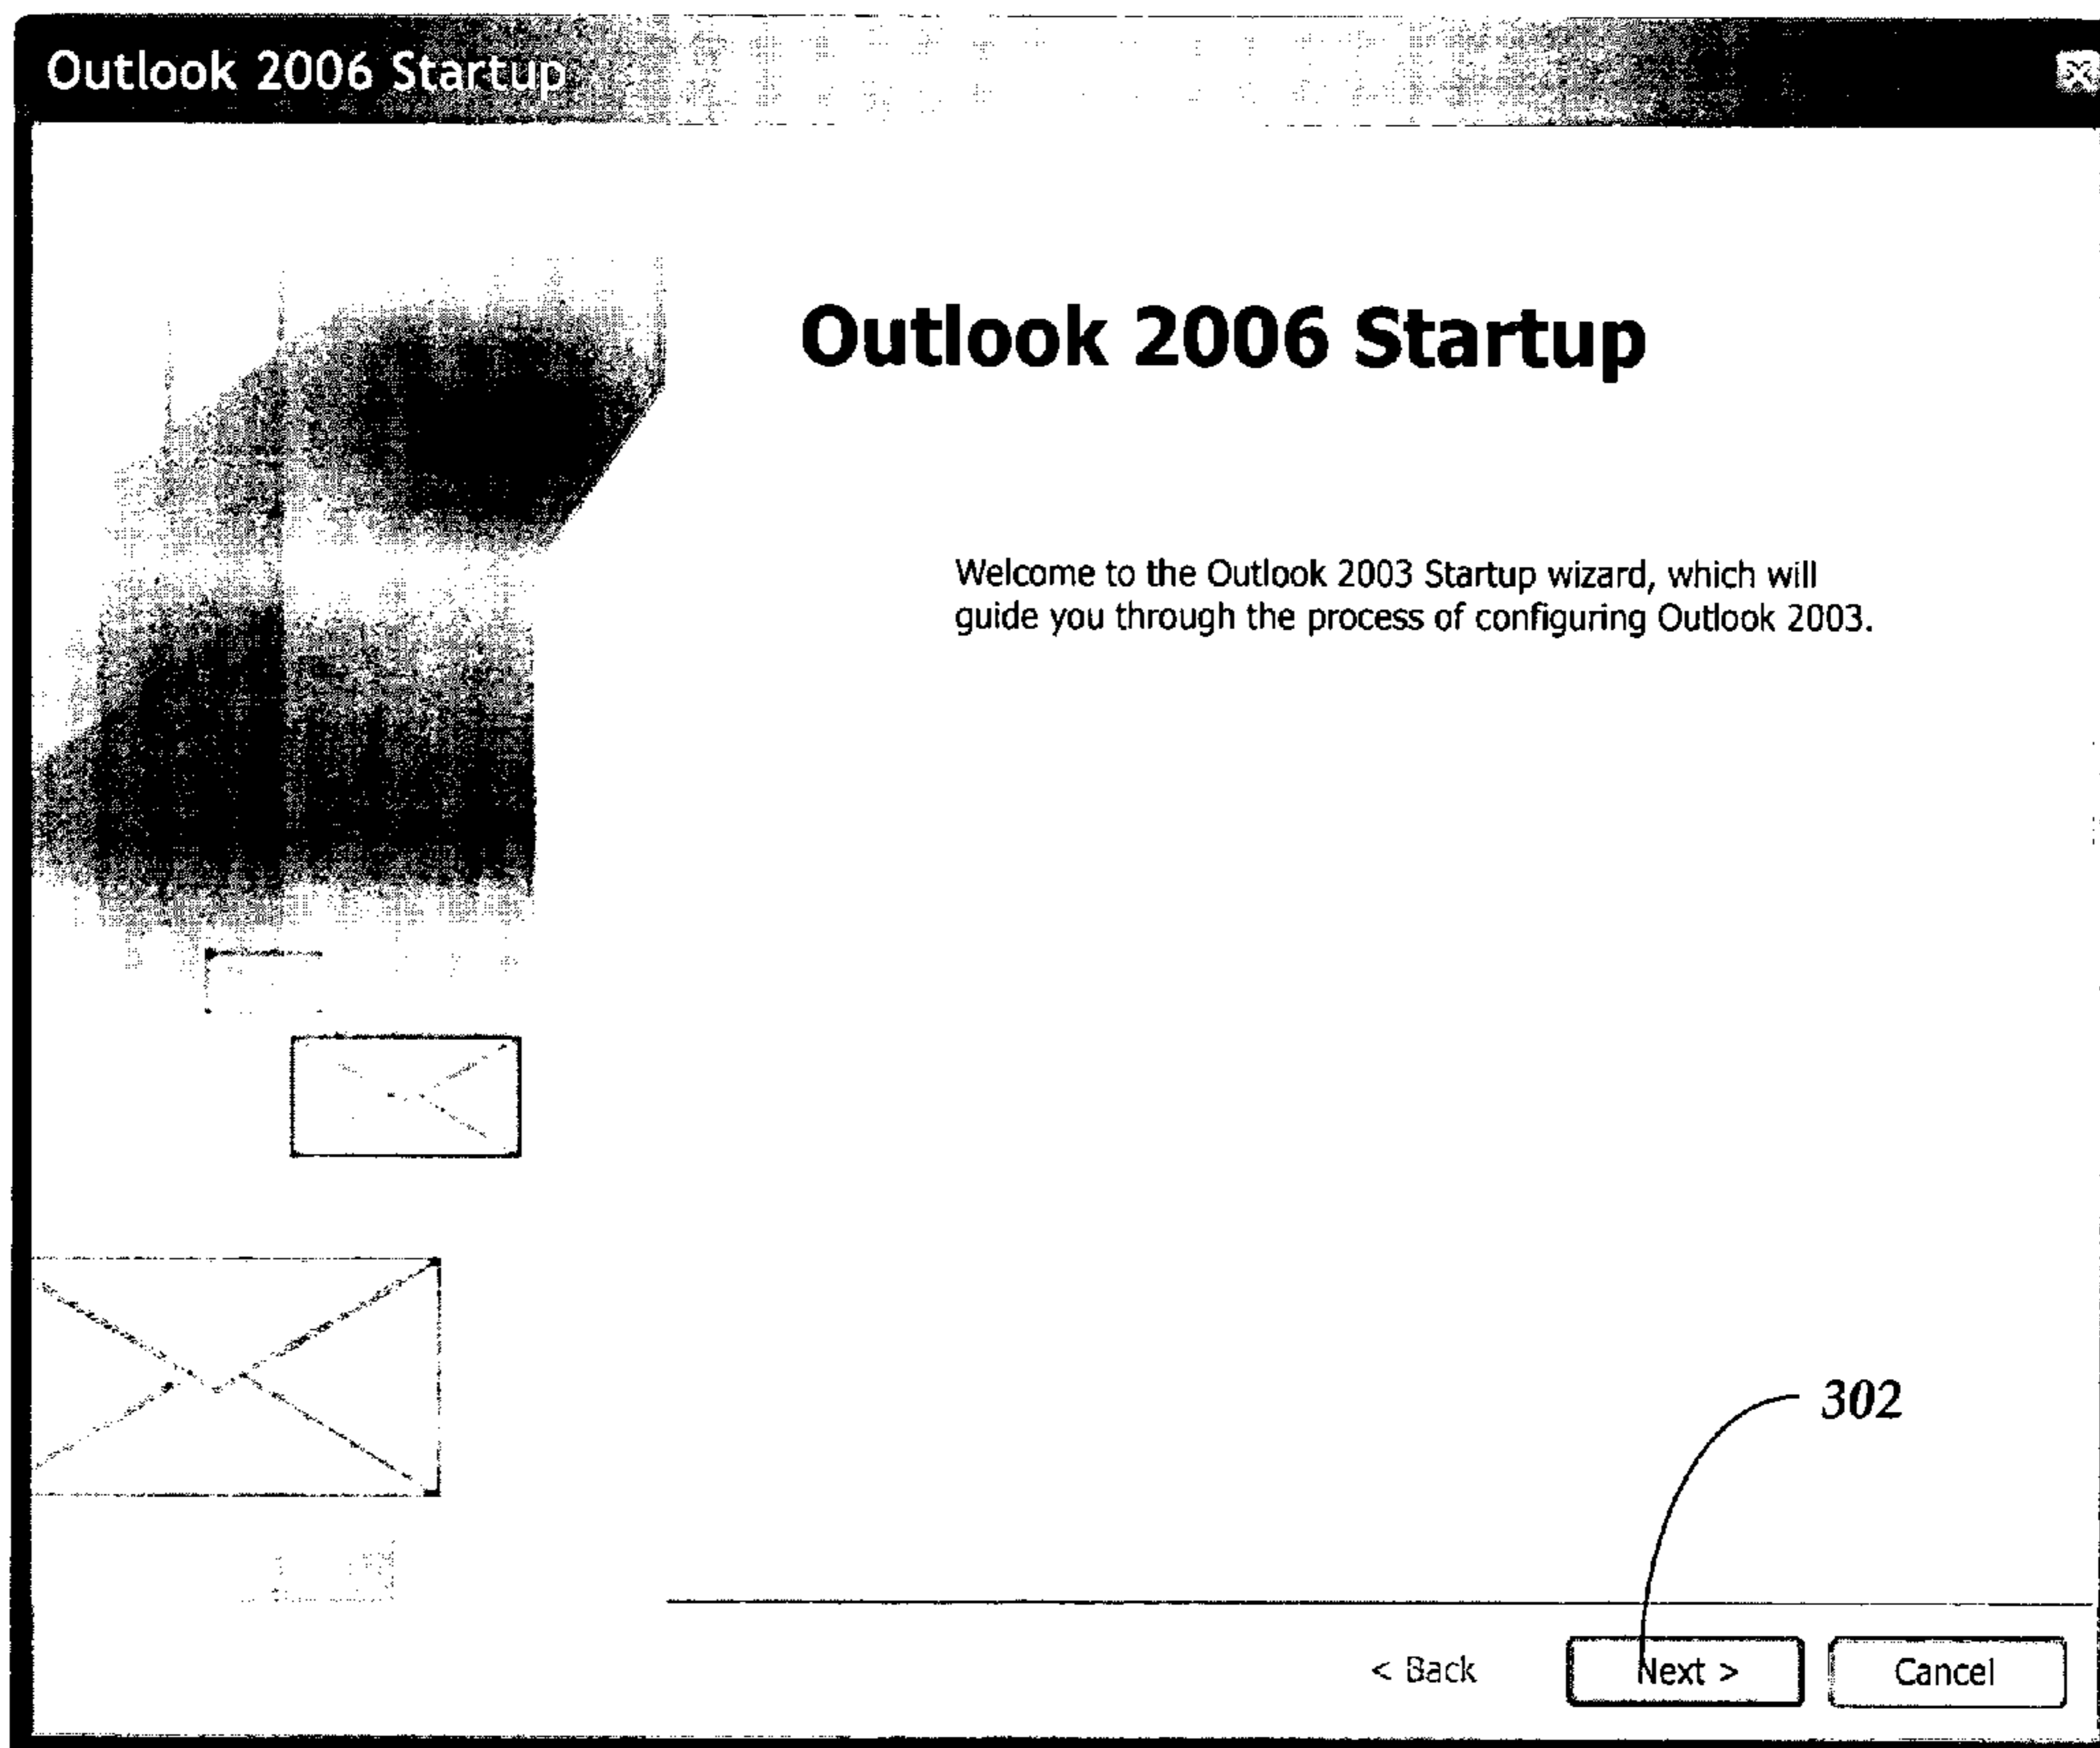 Outlook 2006 Startup
Outlook 2006 Startup
Welcome to the Outlook 2003 Startup wizard, which will
guide you through the process of configuring Outlook 2003.
302
< Back Next > Cancel